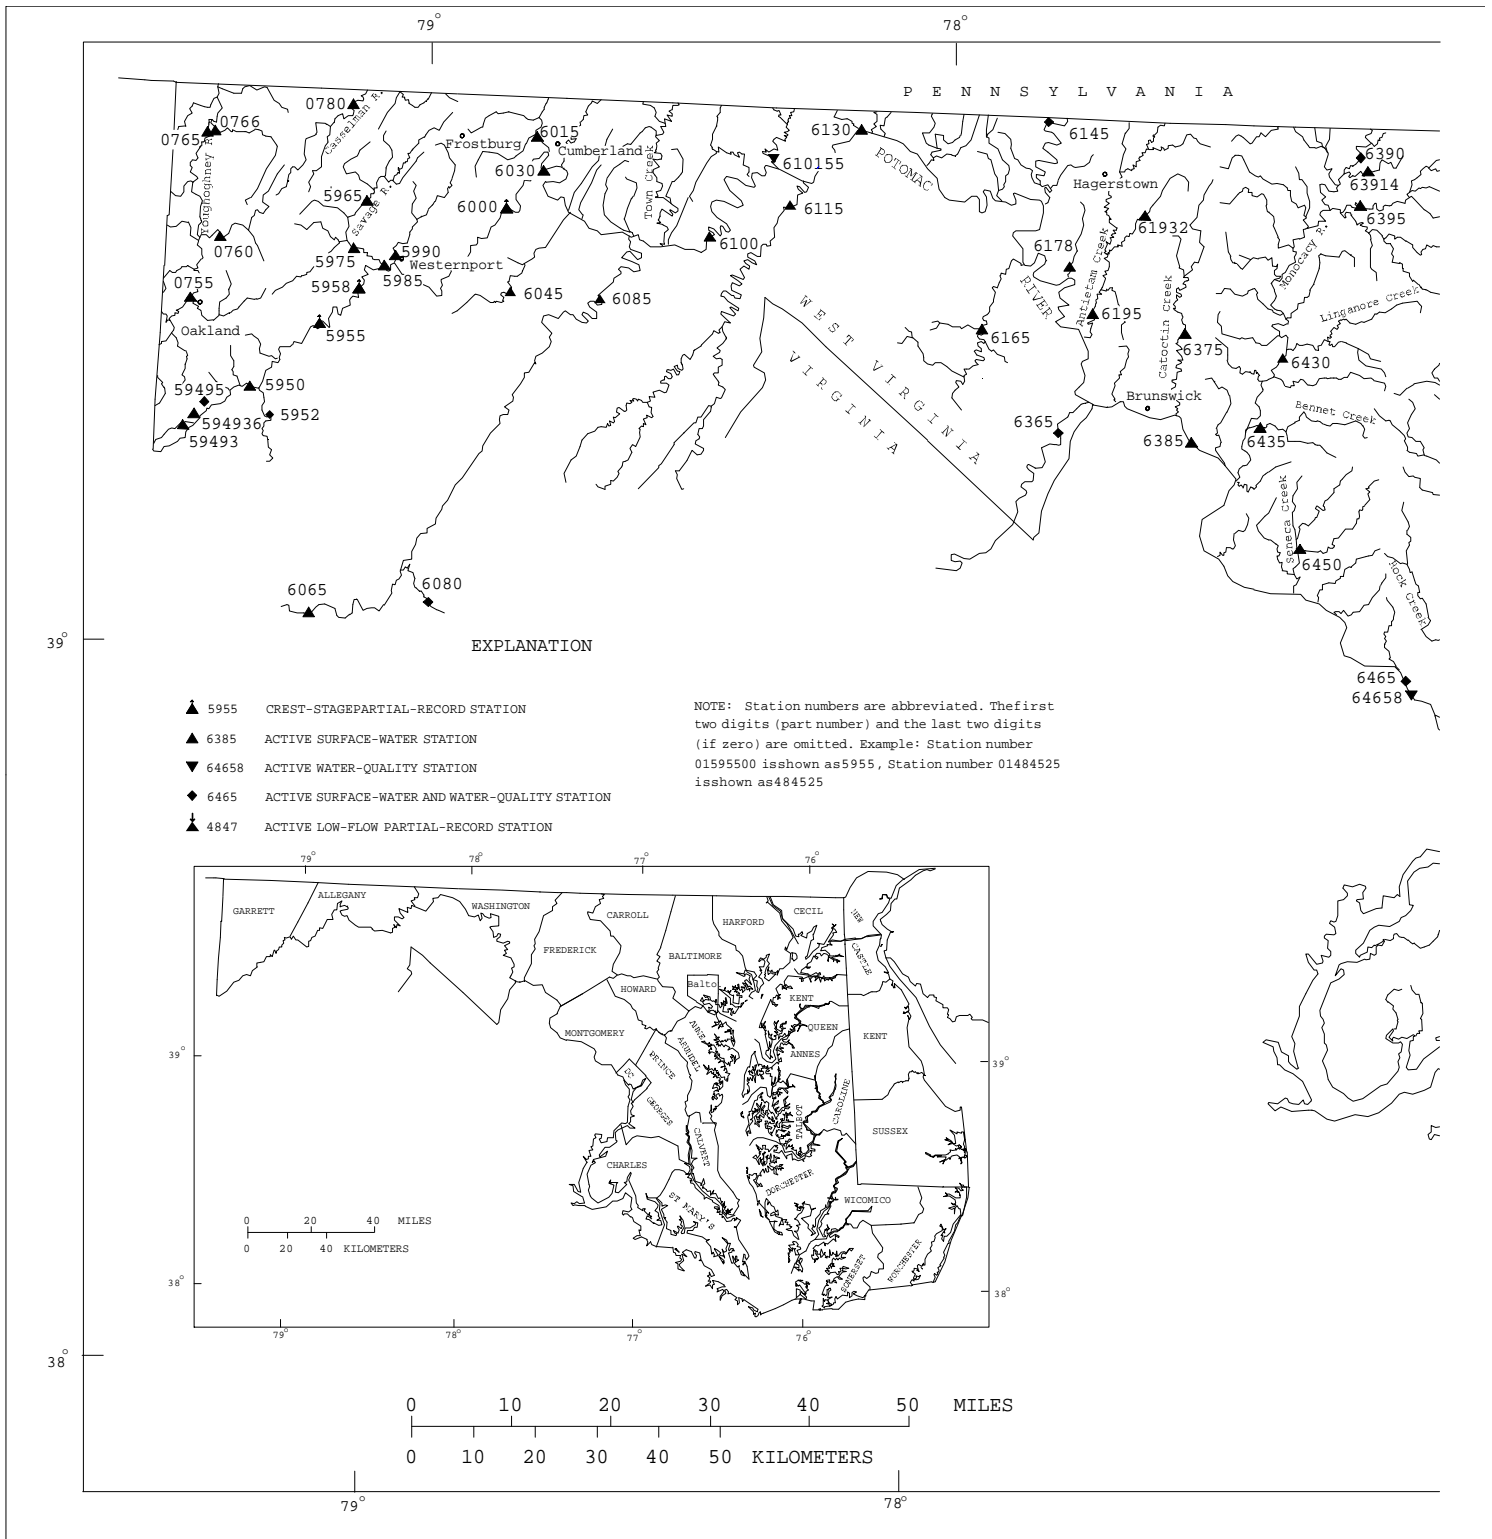 79° 78°
P E N N S Y L V A N I A
0780
0766
0765
Casselman R.
Youghoghney R.
Frostburg
6015
Cumberland
6030
6130
610155
POTOMAC
6145
Hagerstown
6390
63914
6395
5965
Savage R.
6000
Town Creek
6115
61932
0760
5975
5990
Westernport
5985
6100
6178
Antietam Creek
Monocacy R.
0755
5958
6045
6085
RIVER
Catoctin Creek
Linganore Creek
Oakland
5955
WEST VIRGINIA
VIRGINIA
6195
6165
6375
6430
59495
5950
594936
5952
59493
Brunswick
Bennet Creek
6365
6385
6435
Seneca Creek
6450
Rock Creek
6065
6080
39°
EXPLANATION
6465
64658
5955 CREST-STAGEPARTIAL-RECORD STATION
6385 ACTIVE SURFACE-WATER STATION
64658 ACTIVE WATER-QUALITY STATION
6465 ACTIVE SURFACE-WATER AND WATER-QUALITY STATION
4847 ACTIVE LOW-FLOW PARTIAL-RECORD STATION
NOTE: Station numbers are abbreviated. Thefirst
two digits (part number) and the last two digits
(if zero) are omitted. Example: Station number
01595500 isshown as5955, Station number 01484525
isshown as484525
79° 78° 77° 76°
GARRETT
ALLEGANY
WASHINGTON
FREDERICK
CARROLL
BALTIMORE
HARFORD
CECIL
NEW
CASTLE
HOWARD
Balto
KENT
MONTGOMERY
ANNE
ARUNDEL
QUEEN
ANNES
KENT
39°
39°
DC
PRINCE
GEORGES
TALBOT
CAROLINE
SUSSEX
CALVERT
CHARLES
DORCHESTER
ST MARY'S
WICOMICO
SOMERSET
WORCHESTER
0 20 40 MILES
0 20 40 KILOMETERS
38°
38°
79° 78° 77° 76°
38°
0 10 20 30 40 50 MILES
0 10 20 30 40 50 KILOMETERS
79° 78°